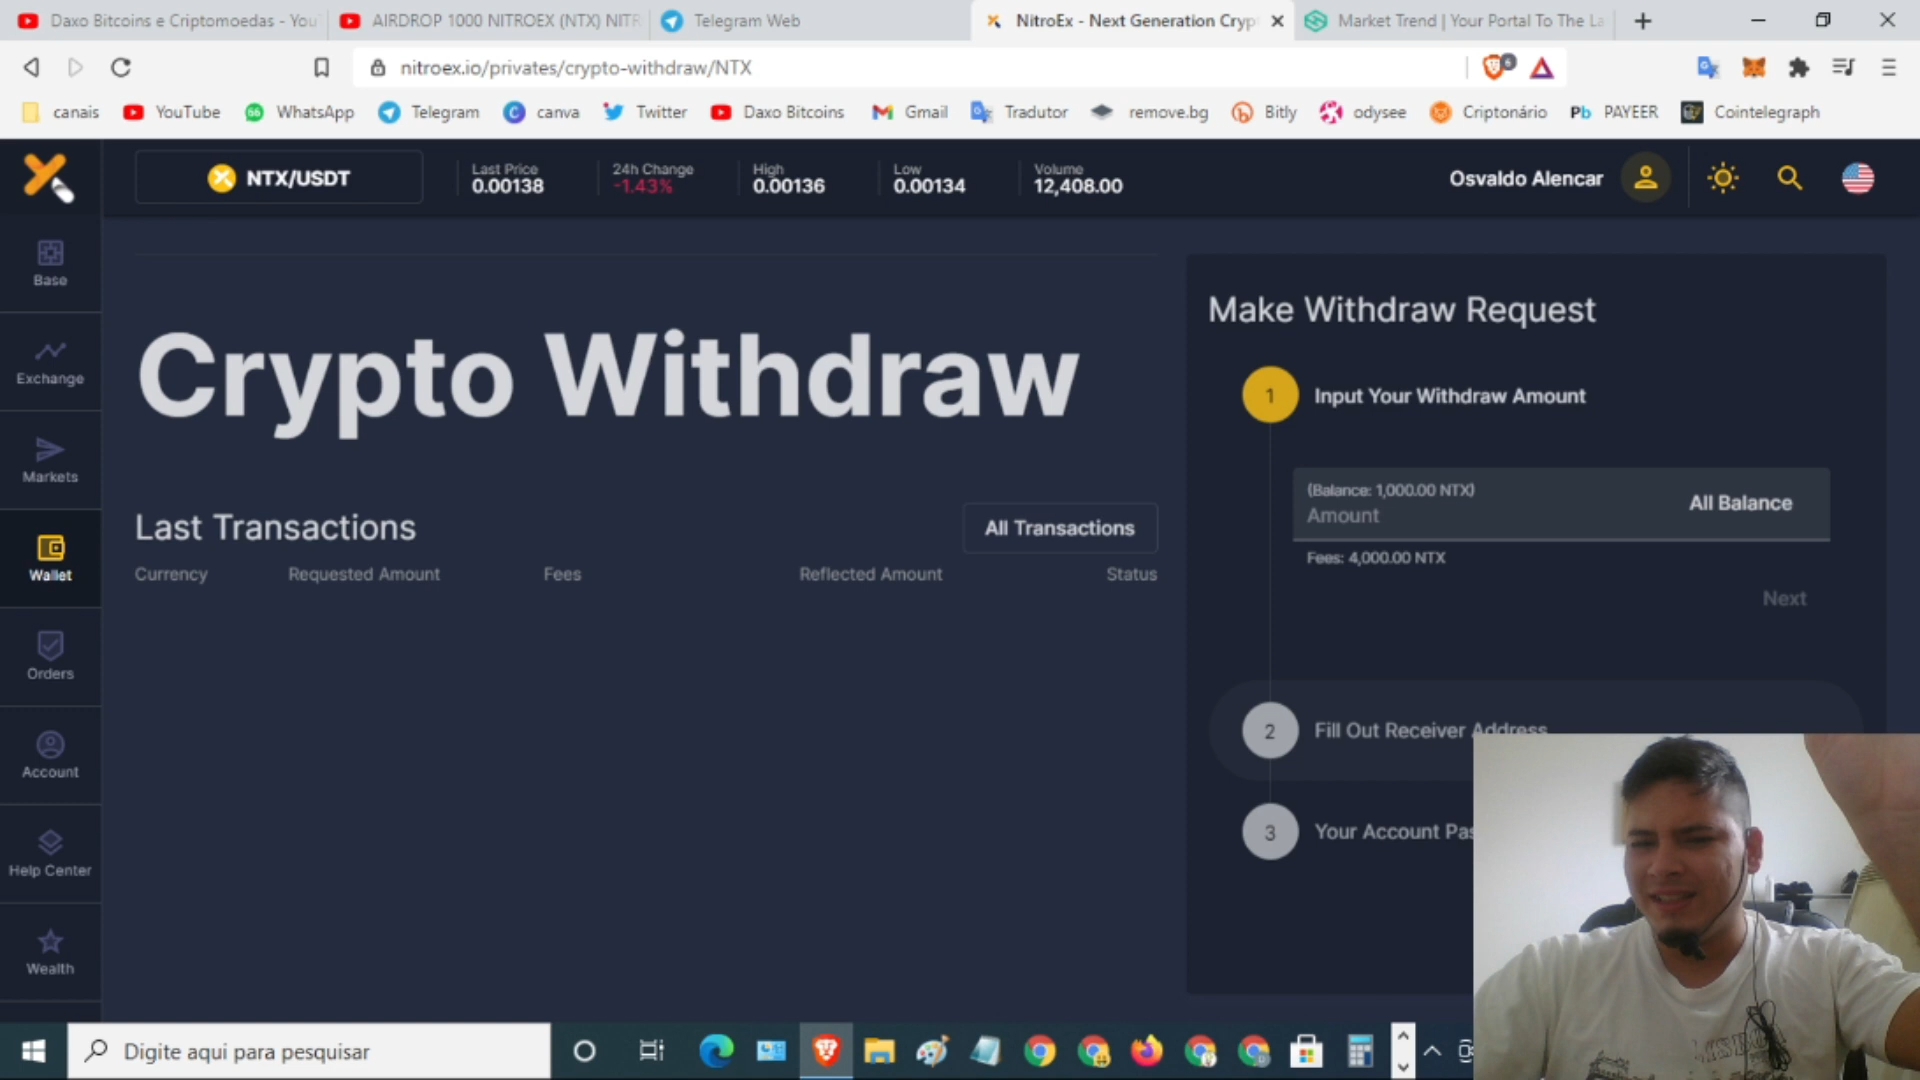 Daxo Bitcoins e Criptomoedas - You
AIRDROP 1000 NITROEX (NTX) NITR
Telegram Web
NitroEx - Next Generation Cryp
Market Trend | Your Portal To The La
nitroex.io/privates/crypto-withdraw/NTX
6
canais
YouTube
WhatsApp
Telegram
canva
Twitter
Daxo Bitcoins
Gmail
Tradutor
remove.bg
Bitly
odysee
Criptonário
Pb PAYEER
Cointelegraph
NTX/USDT
Last Price
0.00138
24h Change
-1.43%
High
0.00136
Low
0.00134
Volume
12,408.00
Osvaldo Alencar
Base
Exchange
Markets
Wallet
Orders
Account
Help Center
Wealth
Crypto Withdraw
Last Transactions
All Transactions
Currency
Requested Amount
Fees
Reflected Amount
Status
Make Withdraw Request
1
Input Your Withdraw Amount
(Balance: 1,000.00 NTX)
Amount
All Balance
Fees: 4,000.00 NTX
Next
2
Fill Out Receiver Address
3
Your Account Pas
Digite aqui para pesquisar